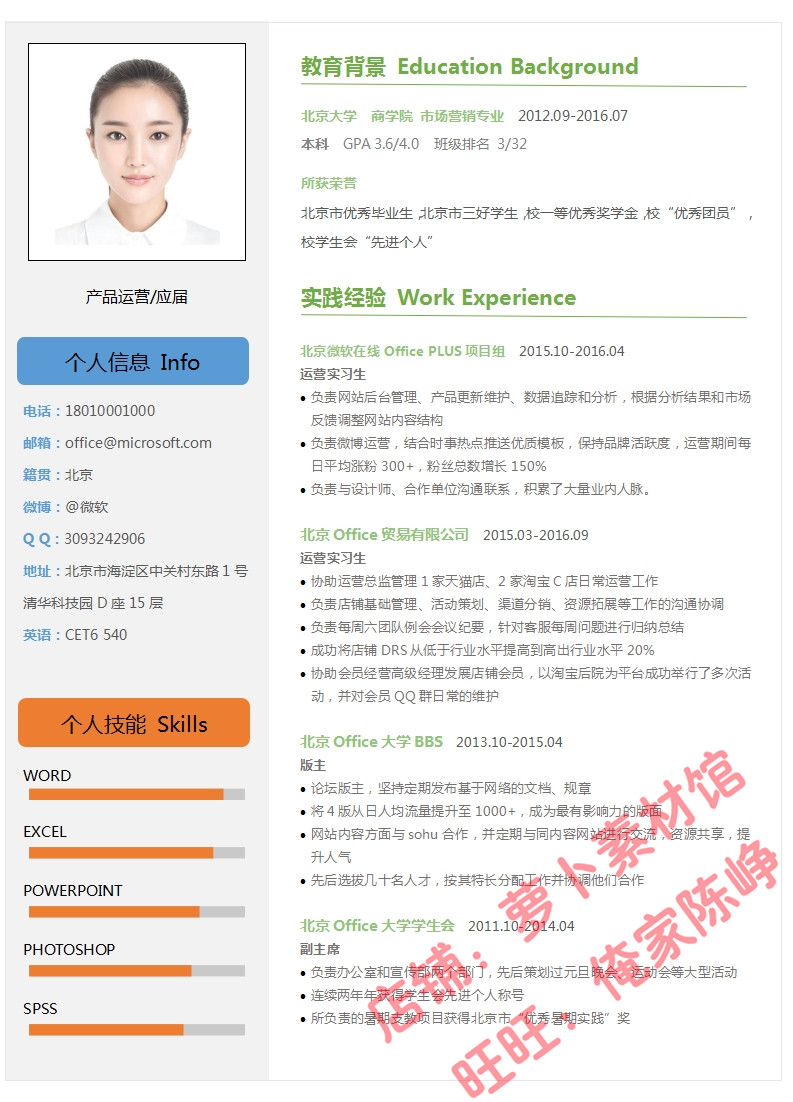 产品运营/应届
个人信息 Info
电话：18010001000
邮箱：office@microsoft.com
籍贯：北京
微博：@微软
Q Q：3093242906
地址：北京市海淀区中关村东路 1 号
清华科技园 D 座 15 层
英语：CET6 540
个人技能 Skills
WORD
EXCEL
POWERPOINT
PHOTOSHOP
SPSS
教育背景 Education Background
北京大学 商学院 市场营销专业 2012.09-2016.07
本科 GPA 3.6/4.0 班级排名 3/32
所获荣誉
北京市优秀毕业生 ,北京市三好学生 ,校一等优秀奖学金 ,校“优秀团员” ，
校学生会“先进个人”
实践经验 Work Experience
北京微软在线 Office PLUS 项目组 2015.10-2016.04
运营实习生
● 负责网站后台管理、产品更新维护、数据追踪和分析，根据分析结果和市场
反馈调整网站内容结构
● 负责微博运营，结合时事热点推送优质模板，保持品牌活跃度，运营期间每
日平均涨粉 300+，粉丝总数增长 150%
● 负责与设计师、合作单位沟通联系，积累了大量业内人脉。
北京 Office 贸易有限公司 2015.03-2016.09
运营实习生
● 协助运营总监管理 1 家天猫店、2 家淘宝 C 店日常运营工作
● 负责店铺基础管理、活动策划、渠道分销、资源拓展等工作的沟通协调
● 负责每周六团队例会会议纪要，针对客服每周问题进行归纳总结
● 成功将店铺 DRS 从低于行业水平提高到高出行业水平 20%
● 协助会员经营高级经理发展店铺会员，以淘宝后院为平台成功举行了多次活
动，并对会员 QQ 群日常的维护
北京 Office 大学 BBS 2013.10-2015.04
版主
● 论坛版主，坚持定期发布基于网络的文档、规章
● 将 4 版从日人均流量提升至 1000+，成为最有影响力的版面
● 网站内容方面与 sohu 合作，并定期与同内容网站进行交流，资源共享，提
升人气
● 先后选拔几十名人才，按其特长分配工作并协调他们合作
北京 Office 大学学生会 2011.10-2014.04
副主席
● 负责办公室和宣传部两个部门，先后策划过元旦晚会、运动会等大型活动
● 连续两年年获得学生会先进个人称号
● 所负责的暑期支教项目获得北京市“优秀暑期实践”奖
店铺：萝卜素材馆
旺旺：俺家陈峥